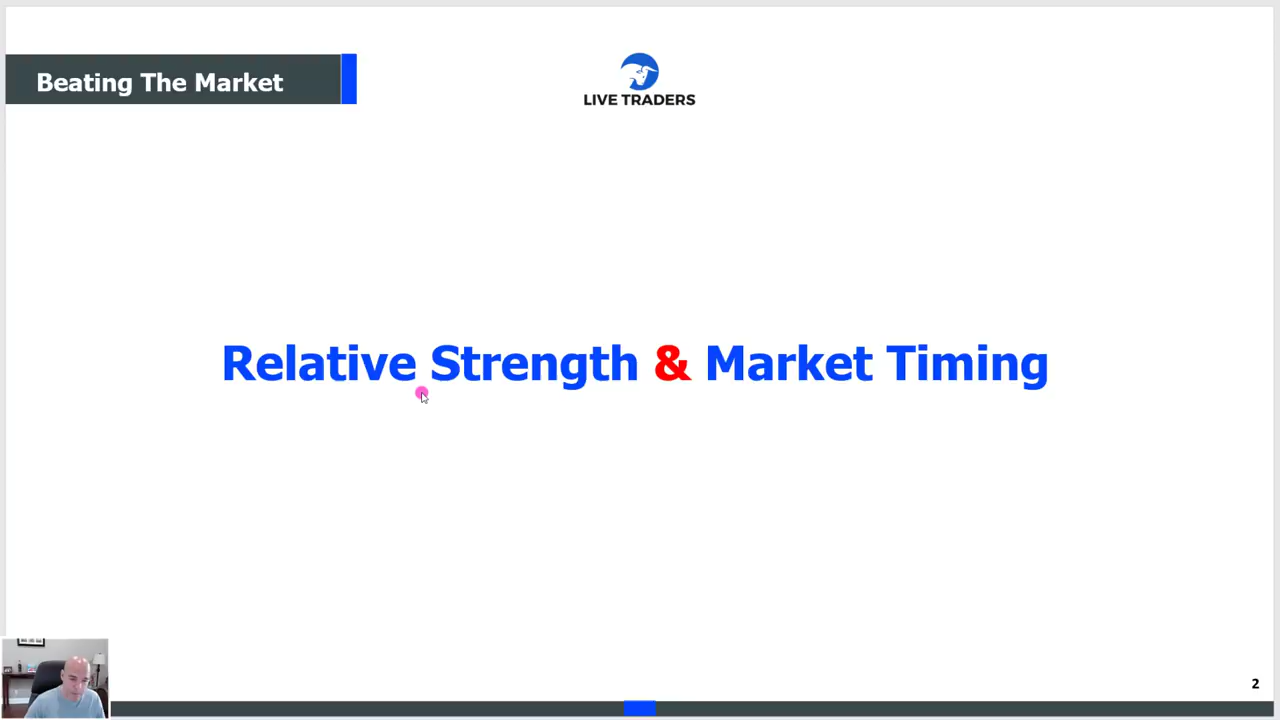 Beating The Market
LIVE TRADERS
Relative Strength & Market Timing
2